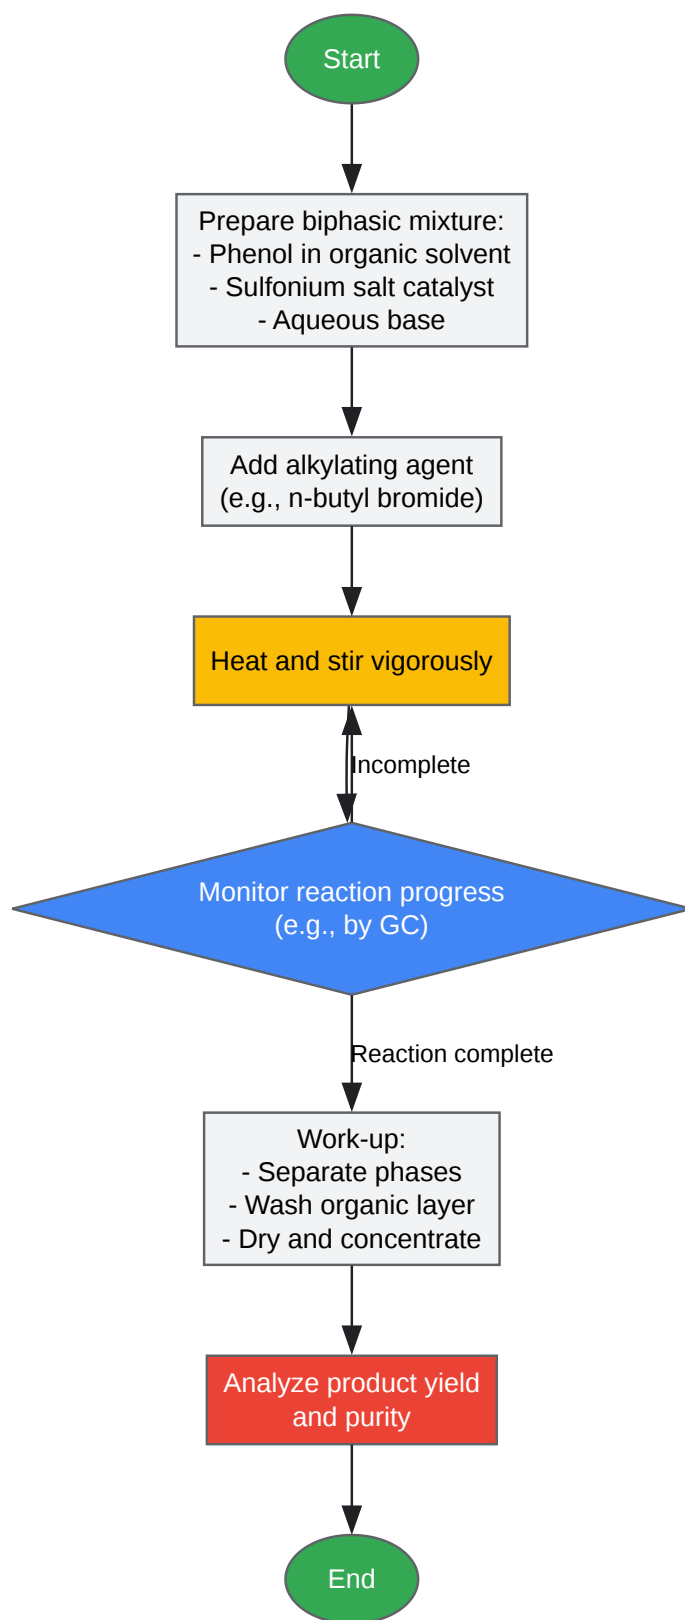 Start
Prepare biphasic mixture:
- Phenol in organic solvent
- Sulfonium salt catalyst
- Aqueous base
Add alkylating agent
(e.g., n-butyl bromide)
Heat and stir vigorously
Incomplete
Monitor reaction progress
(e.g., by GC)
Reaction complete
Work-up:
- Separate phases
- Wash organic layer
- Dry and concentrate
Analyze product yield
and purity
End